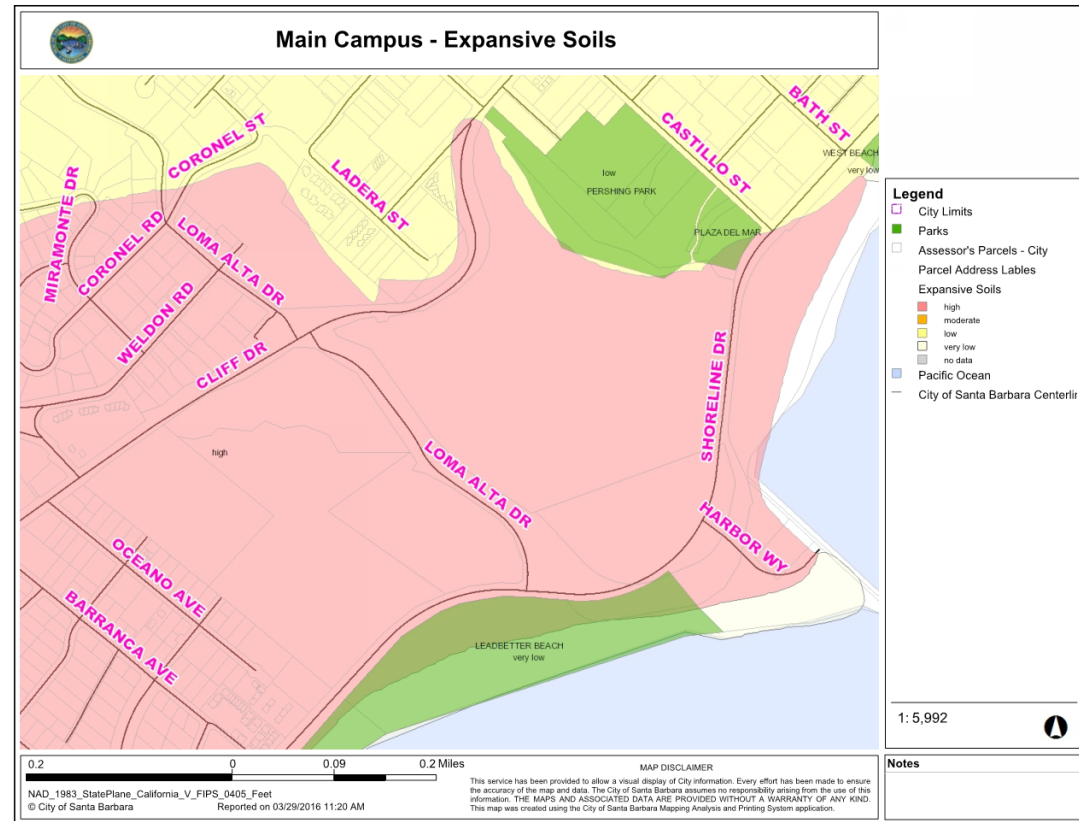 Main Campus - Expansive Soils
BATH ST
CASTILLO ST
CORONEL ST
WEST BEACH
very low
LADERA ST
low
PERSHING PARK
MIRAMONTE DR
CORONEL RD
LOMA ALTA DR
PLAZA DEL MAR
WELDON RD
CLIFF DR
SHORELINE DR
high
LOMA ALTA DR
HARBOR WY
OCEANO AVE
BARRANCA AVE
LEADBETTER BEACH
very low
Legend
City Limits
Parks
Assessor's Parcels - City
Parcel Address Lables
Expansive Soils
high
moderate
low
very low
no data
Pacific Ocean
City of Santa Barbara Centerlin
1: 5,992
Notes
0.2 0 0.09 0.2 Miles
NAD_1983_StatePlane_California_V_FIPS_0405_Feet
© City of Santa Barbara Reported on 03/29/2016 11:20 AM
MAP DISCLAIMER
This service has been provided to allow a visual display of City information. Every effort has been made to ensure
the accuracy of the map and data. The City of Santa Barbara assumes no responsibility arising from the use of this
information. THE MAPS AND ASSOCIATED DATA ARE PROVIDED WITHOUT A WARRANTY OF ANY KIND.
This map was created using the City of Santa Barbara Mapping Analysis and Printing System application.